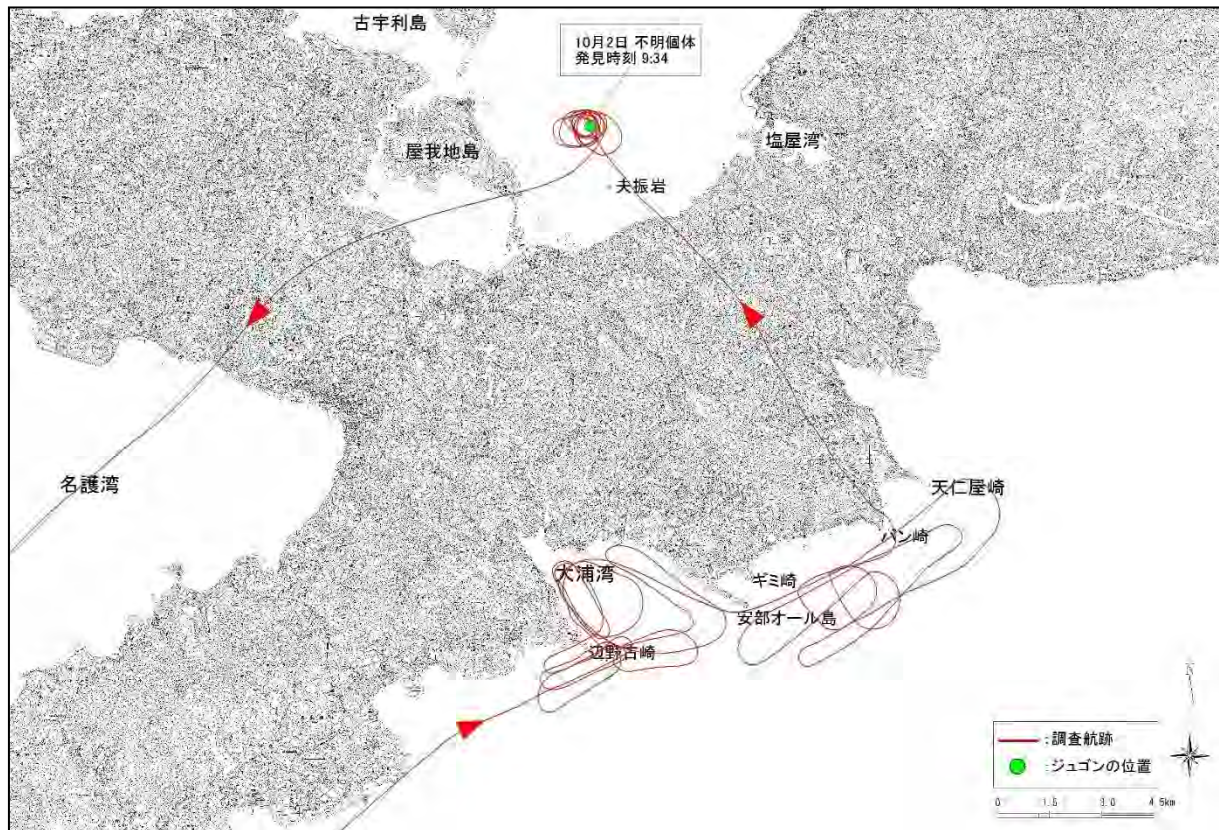 古宇利島
10月2日 不明個体
発見時刻 9:34
塩屋湾
屋我地島
夫振岩
名護湾
天仁屋崎
バン崎
大浦湾
ギミ崎
安部オール島
辺野古崎
N
:調査航跡
:ジュゴンの位置
0 1.5 3.0 4.5km